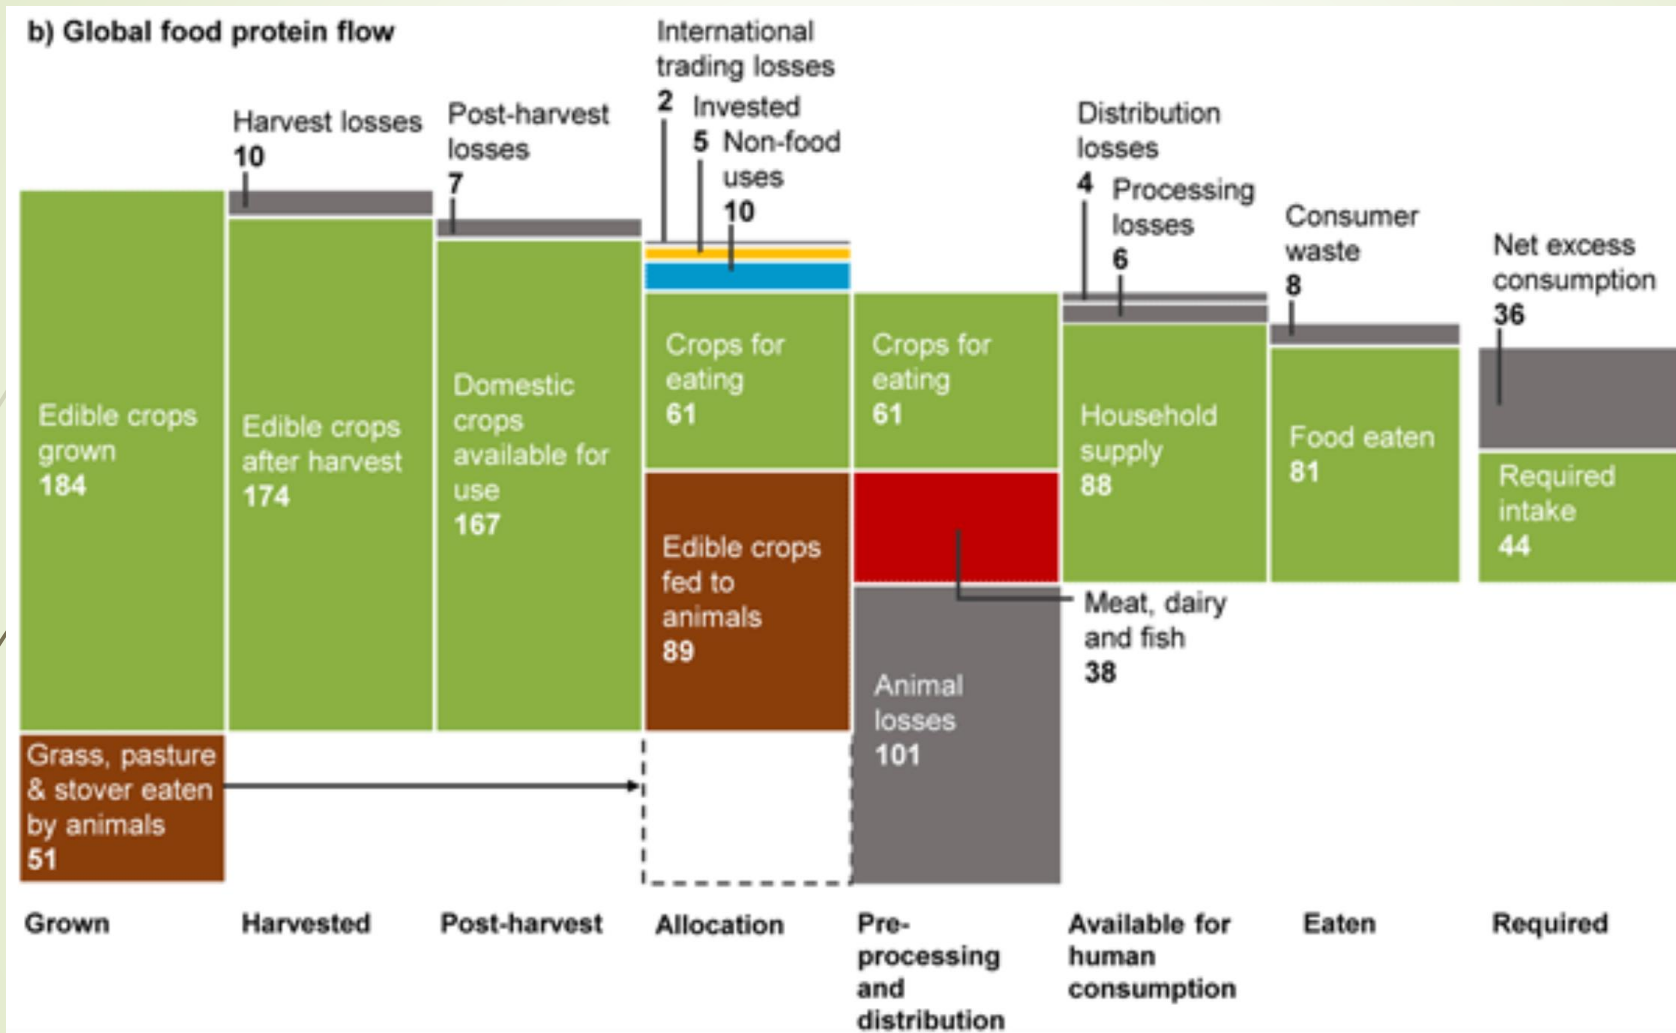 b) Global food protein flow
International
trading losses
2
Invested
5
Non-food
uses
10
Harvest losses
10
Post-harvest
losses
7
Distribution
losses
4
Processing
losses
6
Consumer
waste
8
Net excess
consumption
36
Edible crops
grown
184
Edible crops
after harvest
174
Domestic
crops
available for
use
167
Crops for
eating
61
Crops for
eating
61
Household
supply
88
Food eaten
81
Required
intake
44
Edible crops
fed to
animals
89
Meat, dairy
and fish
38
Animal
losses
101
Grass, pasture
& stover eaten
by animals
51
Grown
Harvested
Post-harvest
Allocation
Pre-
processing
and
distribution
Available for
human
consumption
Eaten
Required